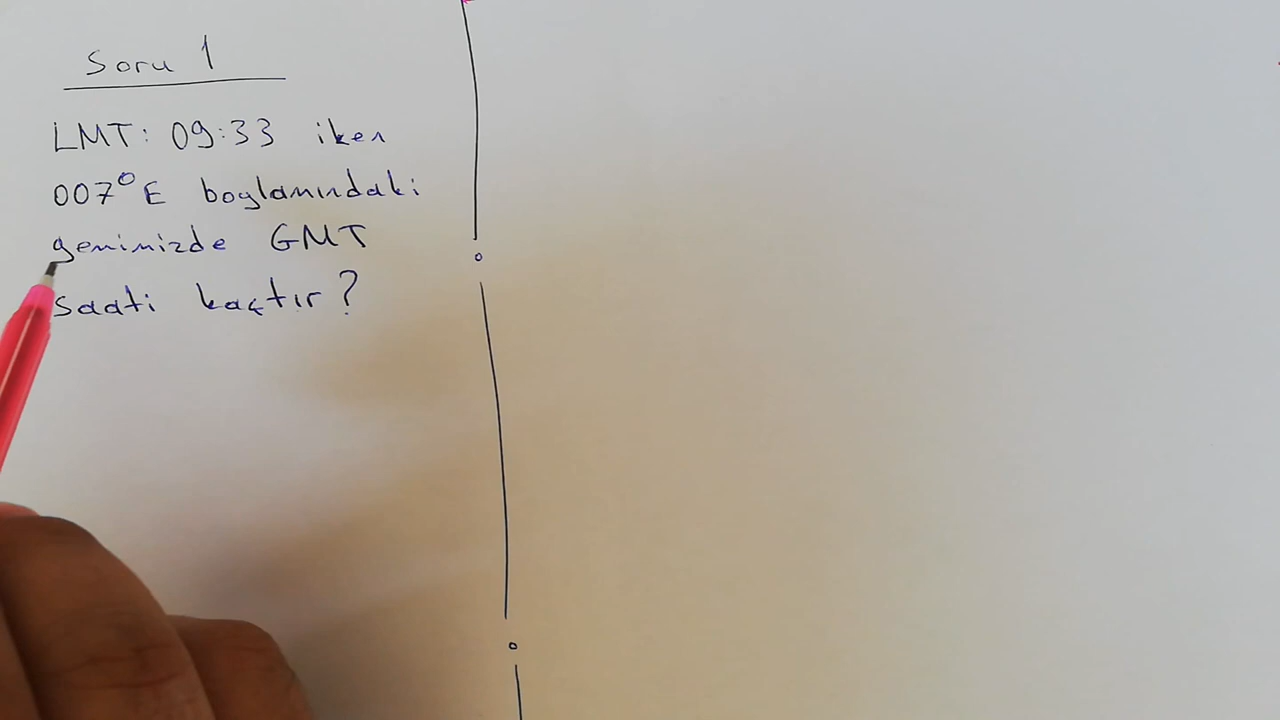 Soru 1
LMT: 09:33 iken
007° E boylamındaki
gemimizde GMT
saati kaçtır?